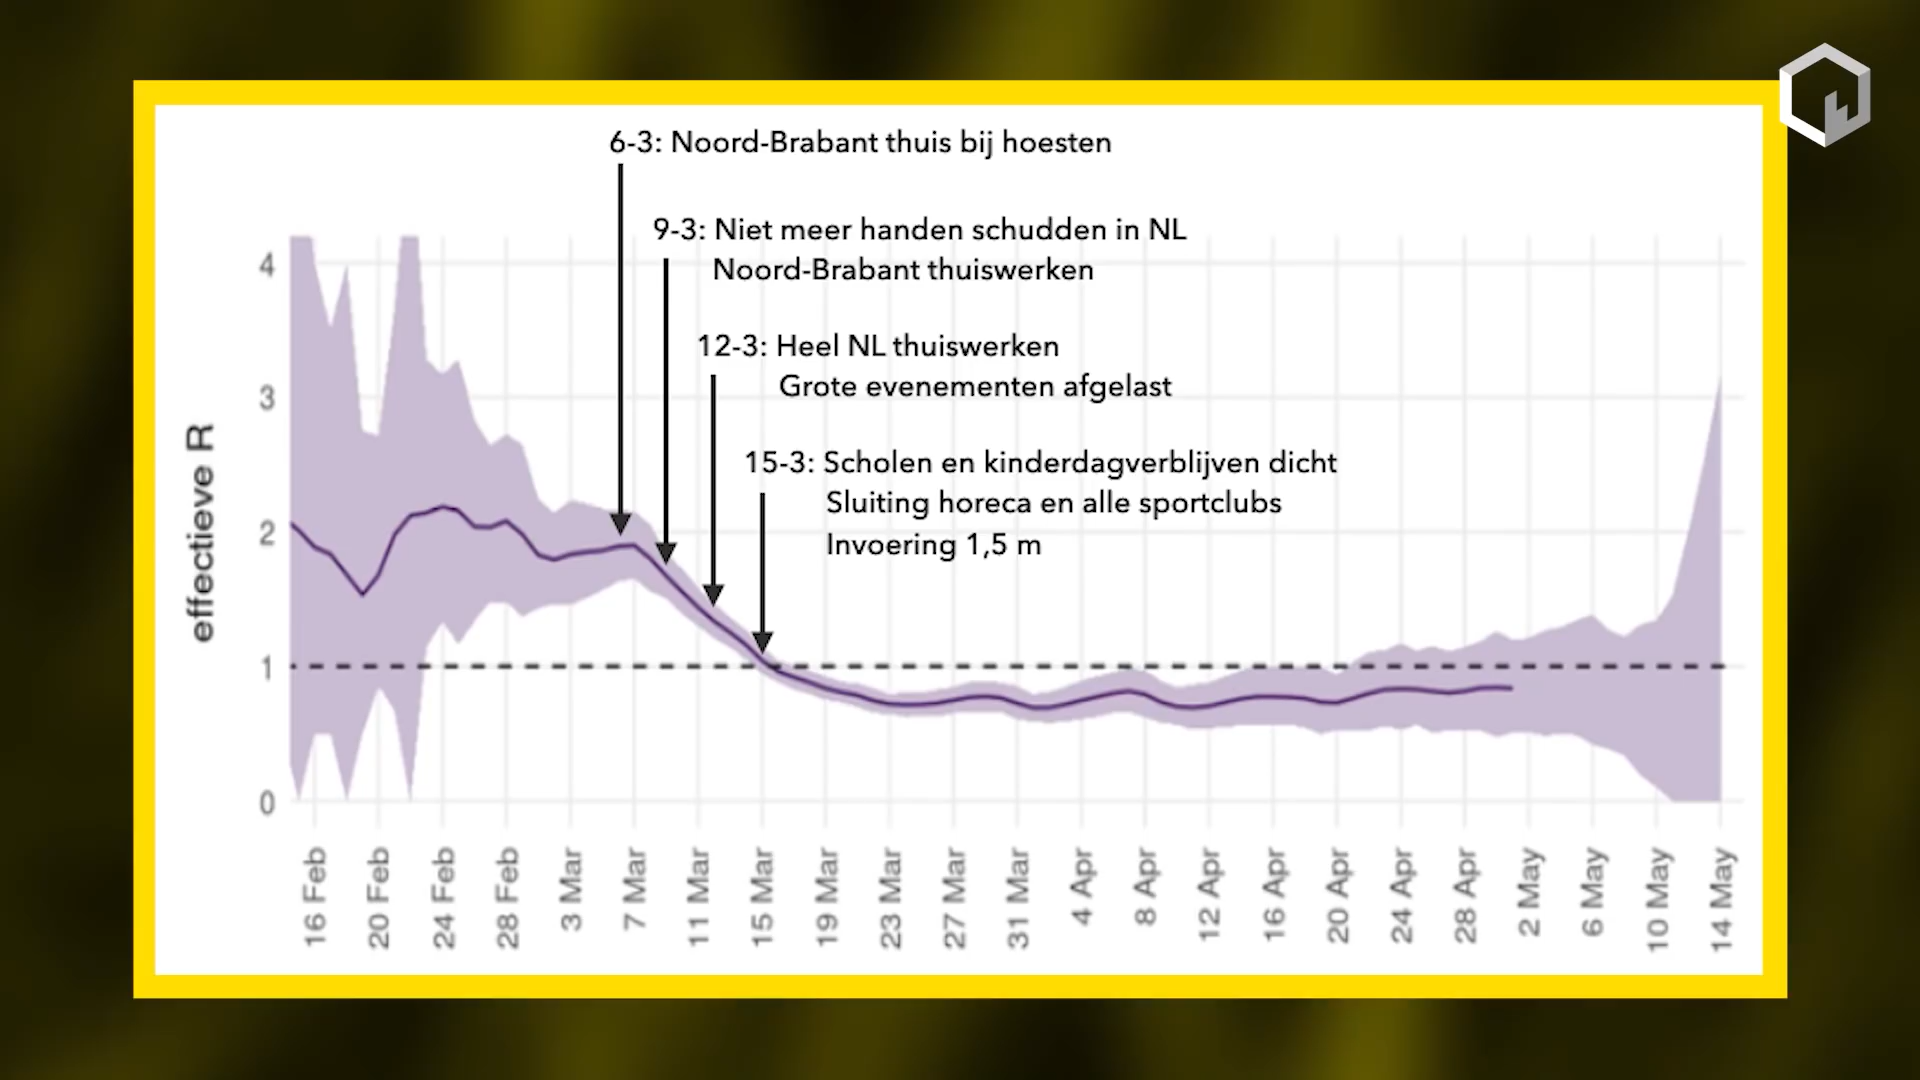 6-3: Noord-Brabant thuis bij hoesten
9-3: Niet meer handen schudden in NL
Noord-Brabant thuiswerken
12-3: Heel NL thuiswerken
Grote evenementen afgelast
15-3: Scholen en kinderdagverblijven dicht
Sluiting horeca en alle sportclubs
Invoering 1,5 m
effectieve R
4
3
2
1
0
16 Feb
20 Feb
24 Feb
28 Feb
3 Mar
7 Mar
11 Mar
15 Mar
19 Mar
23 Mar
27 Mar
31 Mar
4 Apr
8 Apr
12 Apr
16 Apr
20 Apr
24 Apr
28 Apr
2 May
6 May
10 May
14 May